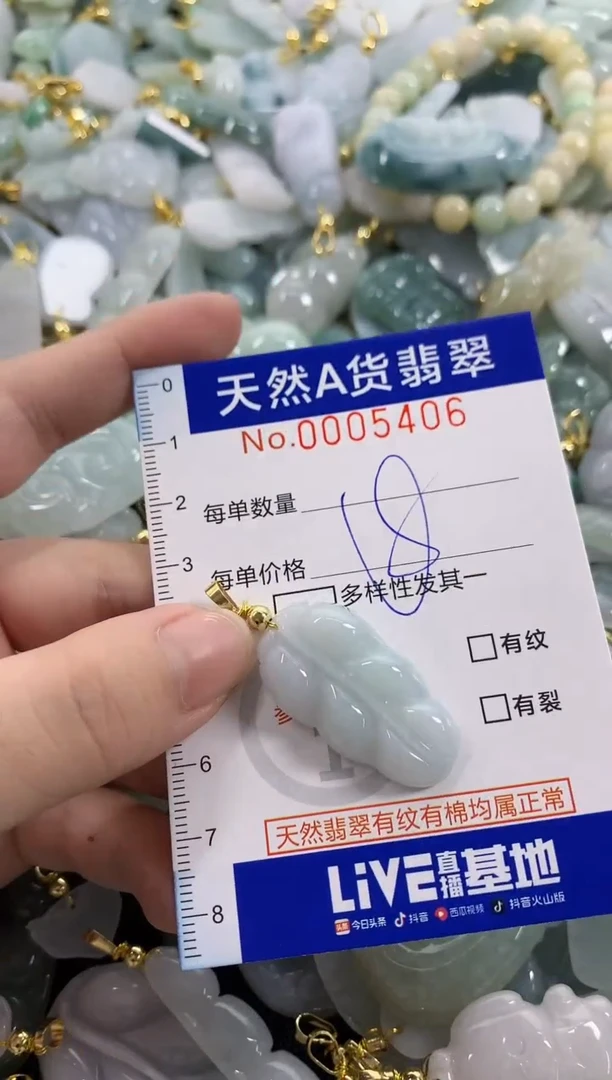 0
天然A货翡翠
No.0005406
1
2
每单数量
3
每单价格
18
多样性发其一
有纹
有裂
6
天然翡翠有纹有棉均属正常
7
LiVE直播基地
8
今日头条 抖音 西瓜视频 抖音火山版